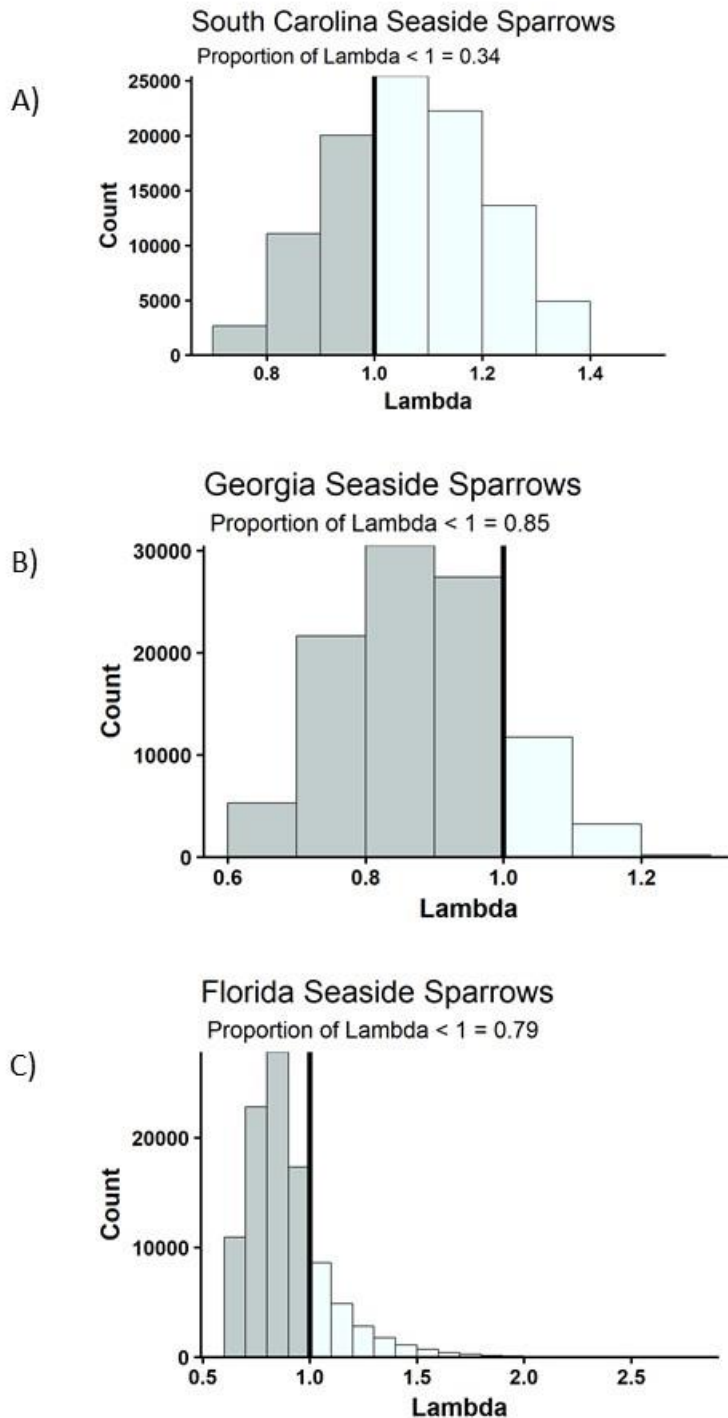 South Carolina Seaside Sparrows
Proportion of Lambda < 1 = 0.34
A)
25000
20000
15000
10000
5000
0
Count
0.8 1.0 1.2 1.4
Lambda
Georgia Seaside Sparrows
Proportion of Lambda < 1 = 0.85
B)
30000
20000
10000
0
Count
0.6 0.8 1.0 1.2
Lambda
Florida Seaside Sparrows
Proportion of Lambda < 1 = 0.79
C)
20000
10000
0
Count
0.5 1.0 1.5 2.0 2.5
Lambda